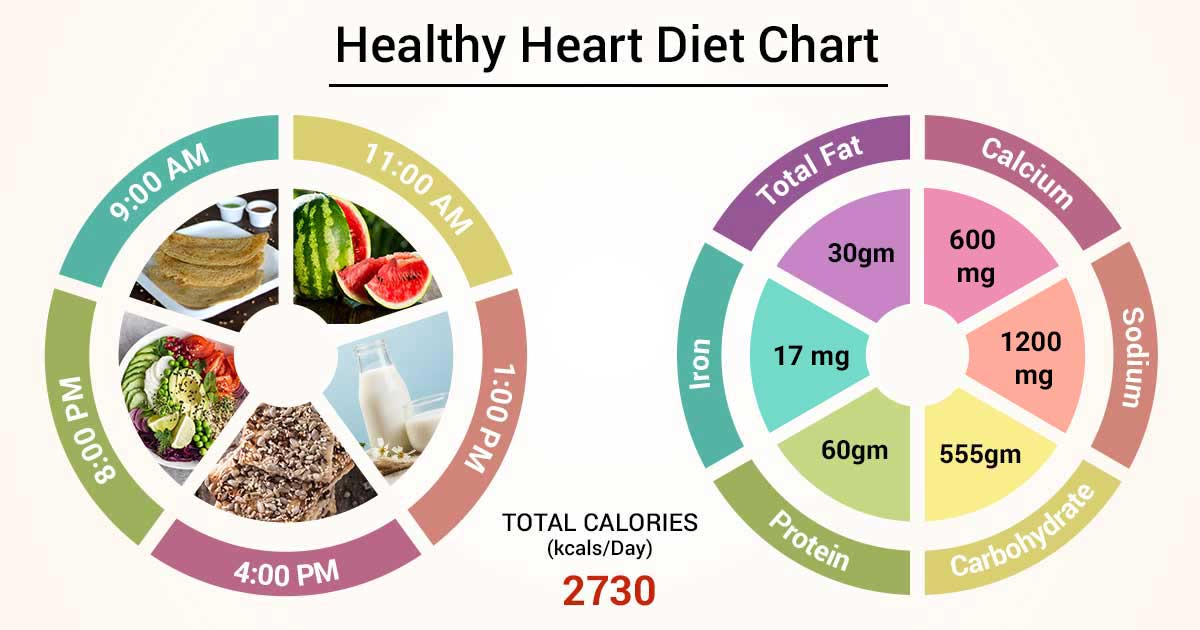 Healthy Heart Diet Chart
9:00 AM
11:00 AM
1:00 PM
4:00 PM
8:00 PM
TOTAL CALORIES
(kcals/Day)
2730
Total Fat
30gm
Calcium
600
mg
Sodium
1200
mg
Carbohydrate
555gm
Protein
60gm
Iron
17 mg